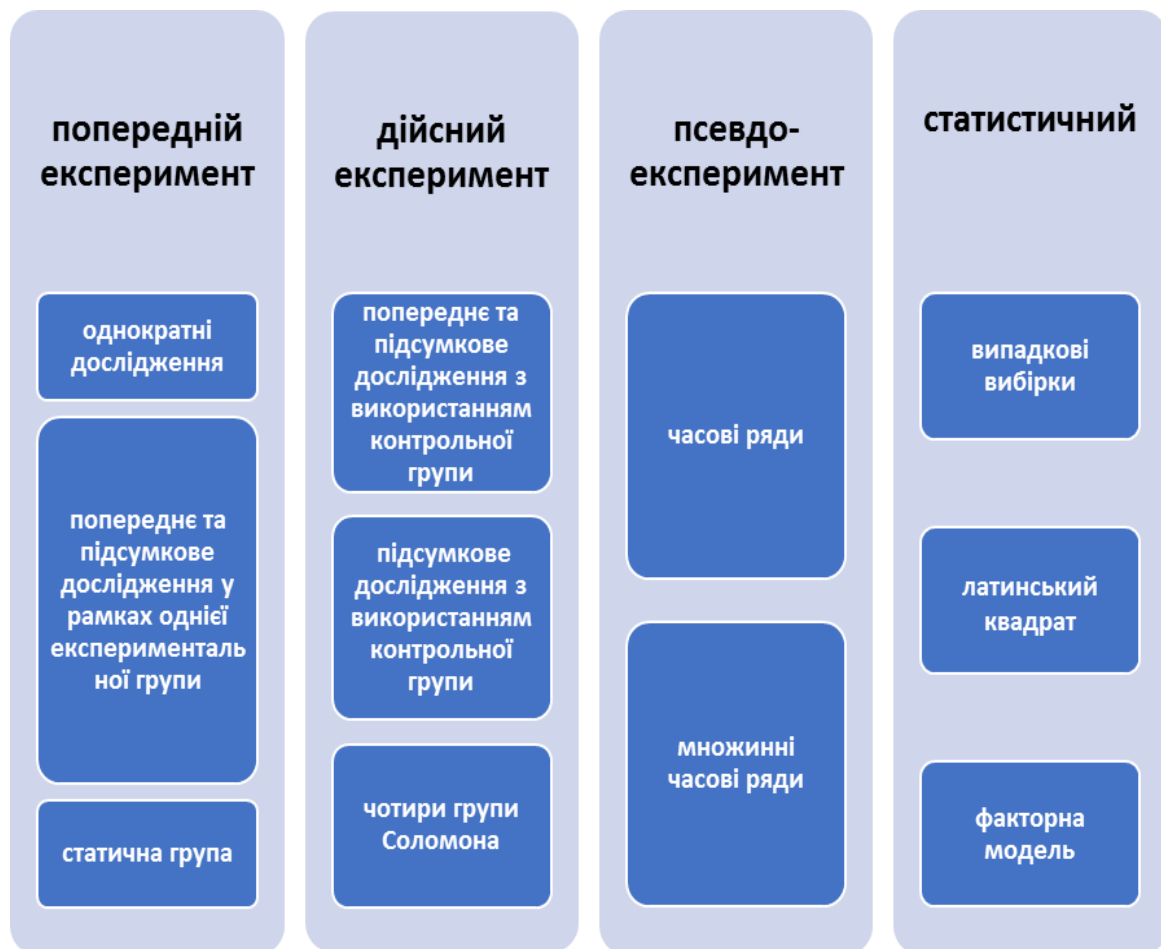 попередній
експеримент
однократні
дослідження
попереднє та
підсумкове
дослідження у
рамках однієї
експерименталь
ної групи
статична група
дійсний
експеримент
попереднє та
підсумкове
дослідження з
використанням
контрольної
групи
підсумкове
дослідження з
використанням
контрольної
групи
чотири групи
Соломона
псевдо-
експеримент
часові ряди
множинні
часові ряди
статистичний
випадкові
вибірки
латинський
квадрат
факторна
модель